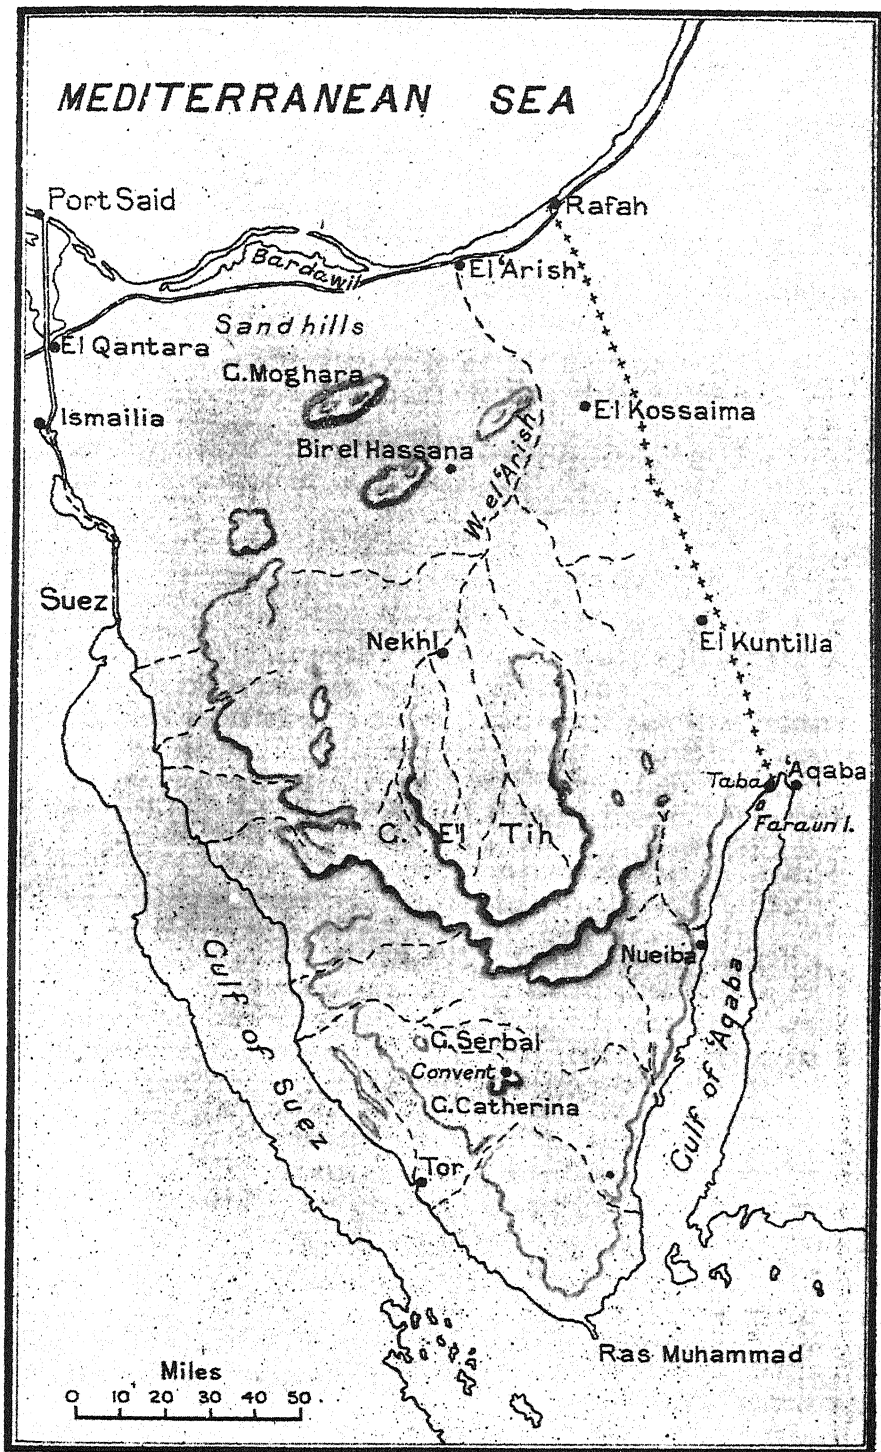 MEDITERRANEAN SEA
Port Said
Rafah
Bardawil
El 'Arish
Sandhills
El Qantara
G. Moghara
Ismailia
El Kossaima
Bir el Hassana
W. el 'Arish
Suez
Nekhl
El Kuntilla
Taba
'Aqaba
Faraun I.
G. El Tih
Nueiba
Gulf of Suez
Gulf of 'Aqaba
G. Serbal
Convent
G. Catherina
Tor
Ras Muhammad
Miles
0 10 20 30 40 50